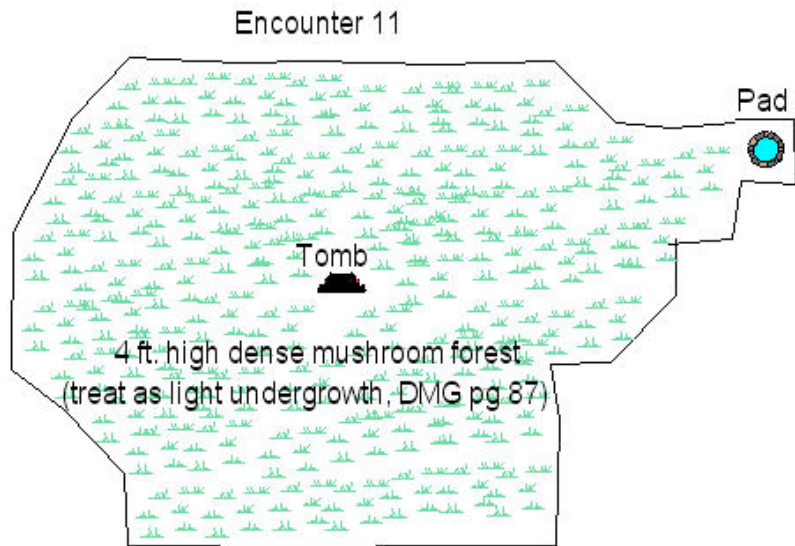 Encounter 11
Pad
Tomb
4 ft. high dense mushroom forest
(treat as light undergrowth, DMG pg 87)